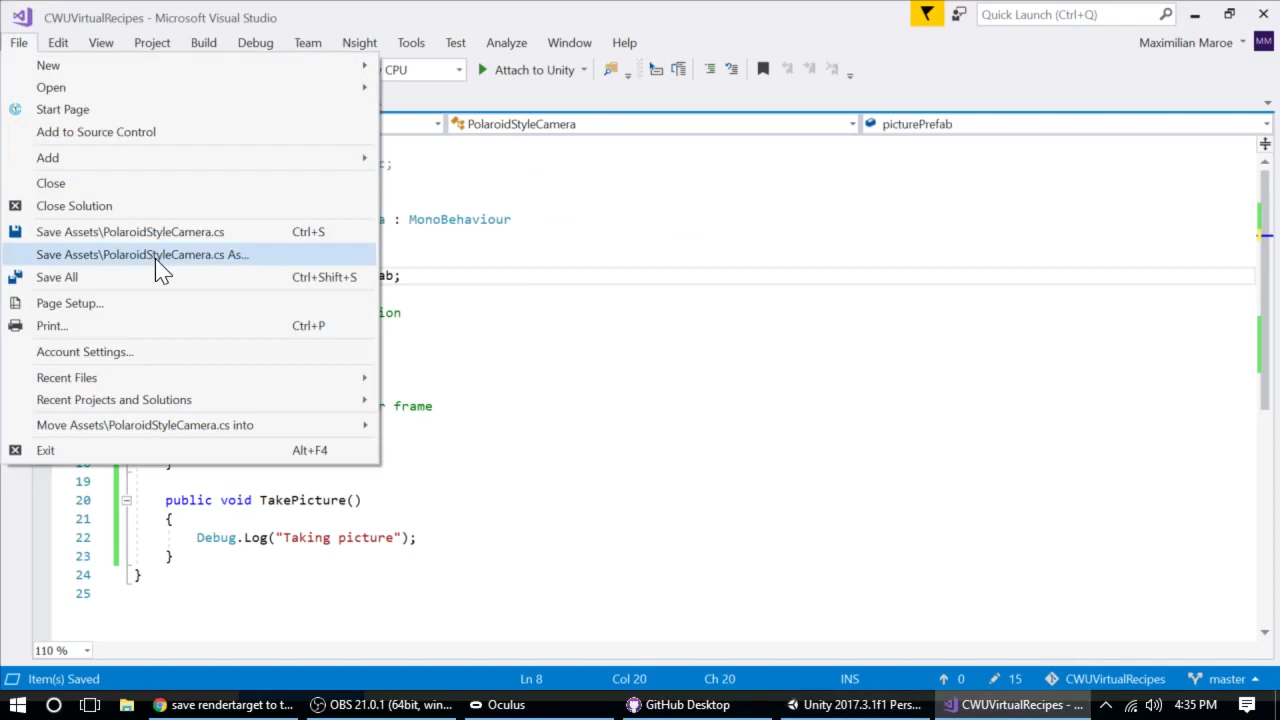 CWUVirtualRecipes - Microsoft Visual Studio
Quick Launch (Ctrl+Q)
File Edit View Project Build Debug Team Nsight Tools Test Analyze Window Help
Maximilian Maroe MM
CPU Attach to Unity
PolaroidStyleCamera picturePrefab
New
Open
Start Page
Add to Source Control
Add
Close
Close Solution
Save Assets\PolaroidStyleCamera.cs Ctrl+S
Save Assets\PolaroidStyleCamera.cs As...
Save All Ctrl+Shift+S
Page Setup...
Print... Ctrl+P
Account Settings...
Recent Files
Recent Projects and Solutions
Move Assets\PolaroidStyleCamera.cs into
Exit Alt+F4
c;
a : MonoBehaviour
ab;
ion
r frame
}
19
20 public void TakePicture()
21 {
22 Debug.Log("Taking picture");
23 }
24 }
25
110 %
Item(s) Saved Ln 8 Col 20 Ch 20 INS 0 15 CWUVirtualRecipes master
save rendertarget to t... OBS 21.0.1 (64bit, win... Oculus GitHub Desktop Unity 2017.3.1f1 Pers... CWUVirtualRecipes - ... 4:35 PM